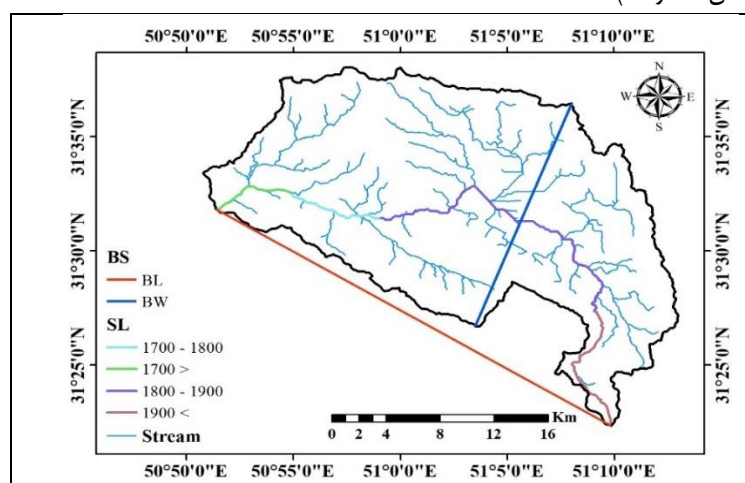 50°50'0"E 50°55'0"E 51°0'0"E 51°5'0"E 51°10'0"E
N
W E
S
31°35'0"N 31°35'0"N
31°30'0"N 31°30'0"N
31°25'0"N 31°25'0"N
BS
BL
BW
SL
1700 - 1800
1700 >
1800 - 1900
1900 <
Stream
Km
0 2 4 8 12 16
50°50'0"E 50°55'0"E 51°0'0"E 51°5'0"E 51°10'0"E